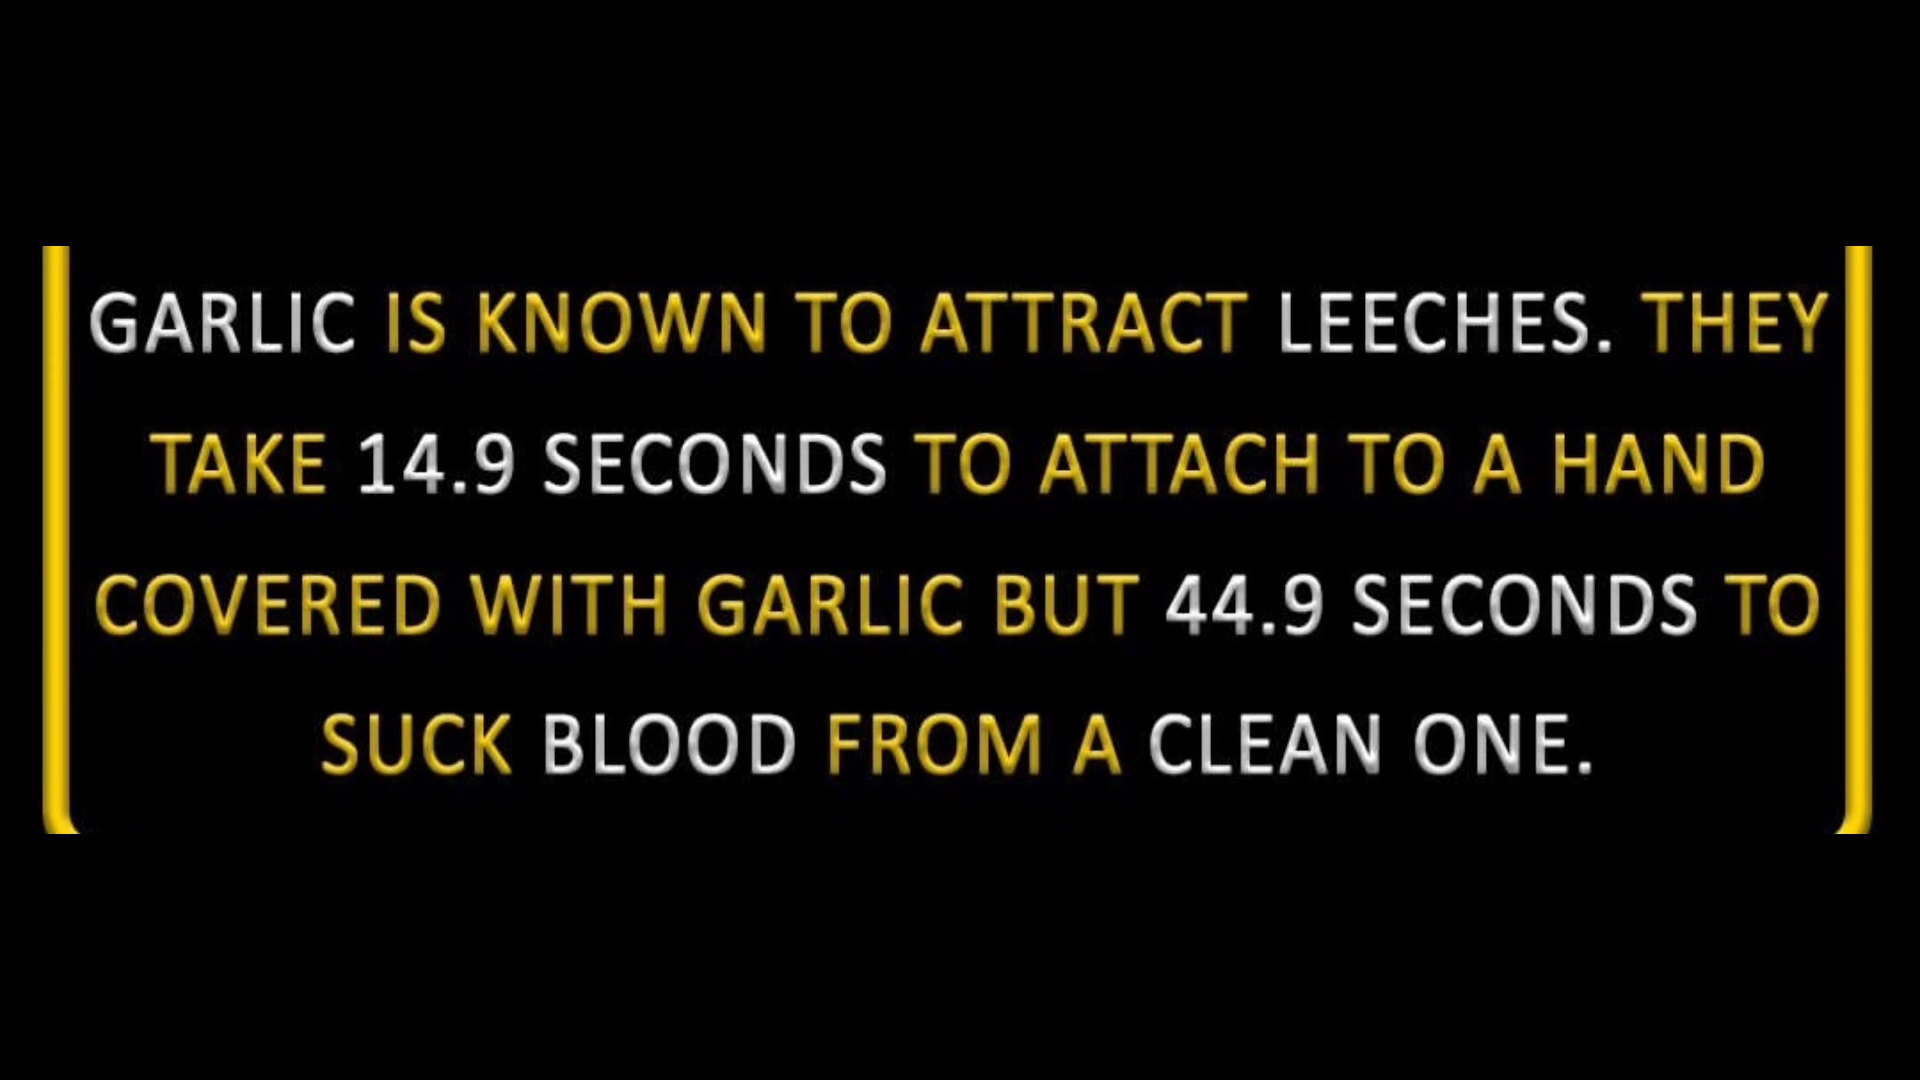 GARLIC IS KNOWN TO ATTRACT LEECHES. THEY
TAKE 14.9 SECONDS TO ATTACH TO A HAND
COVERED WITH GARLIC BUT 44.9 SECONDS TO
SUCK BLOOD FROM A CLEAN ONE.